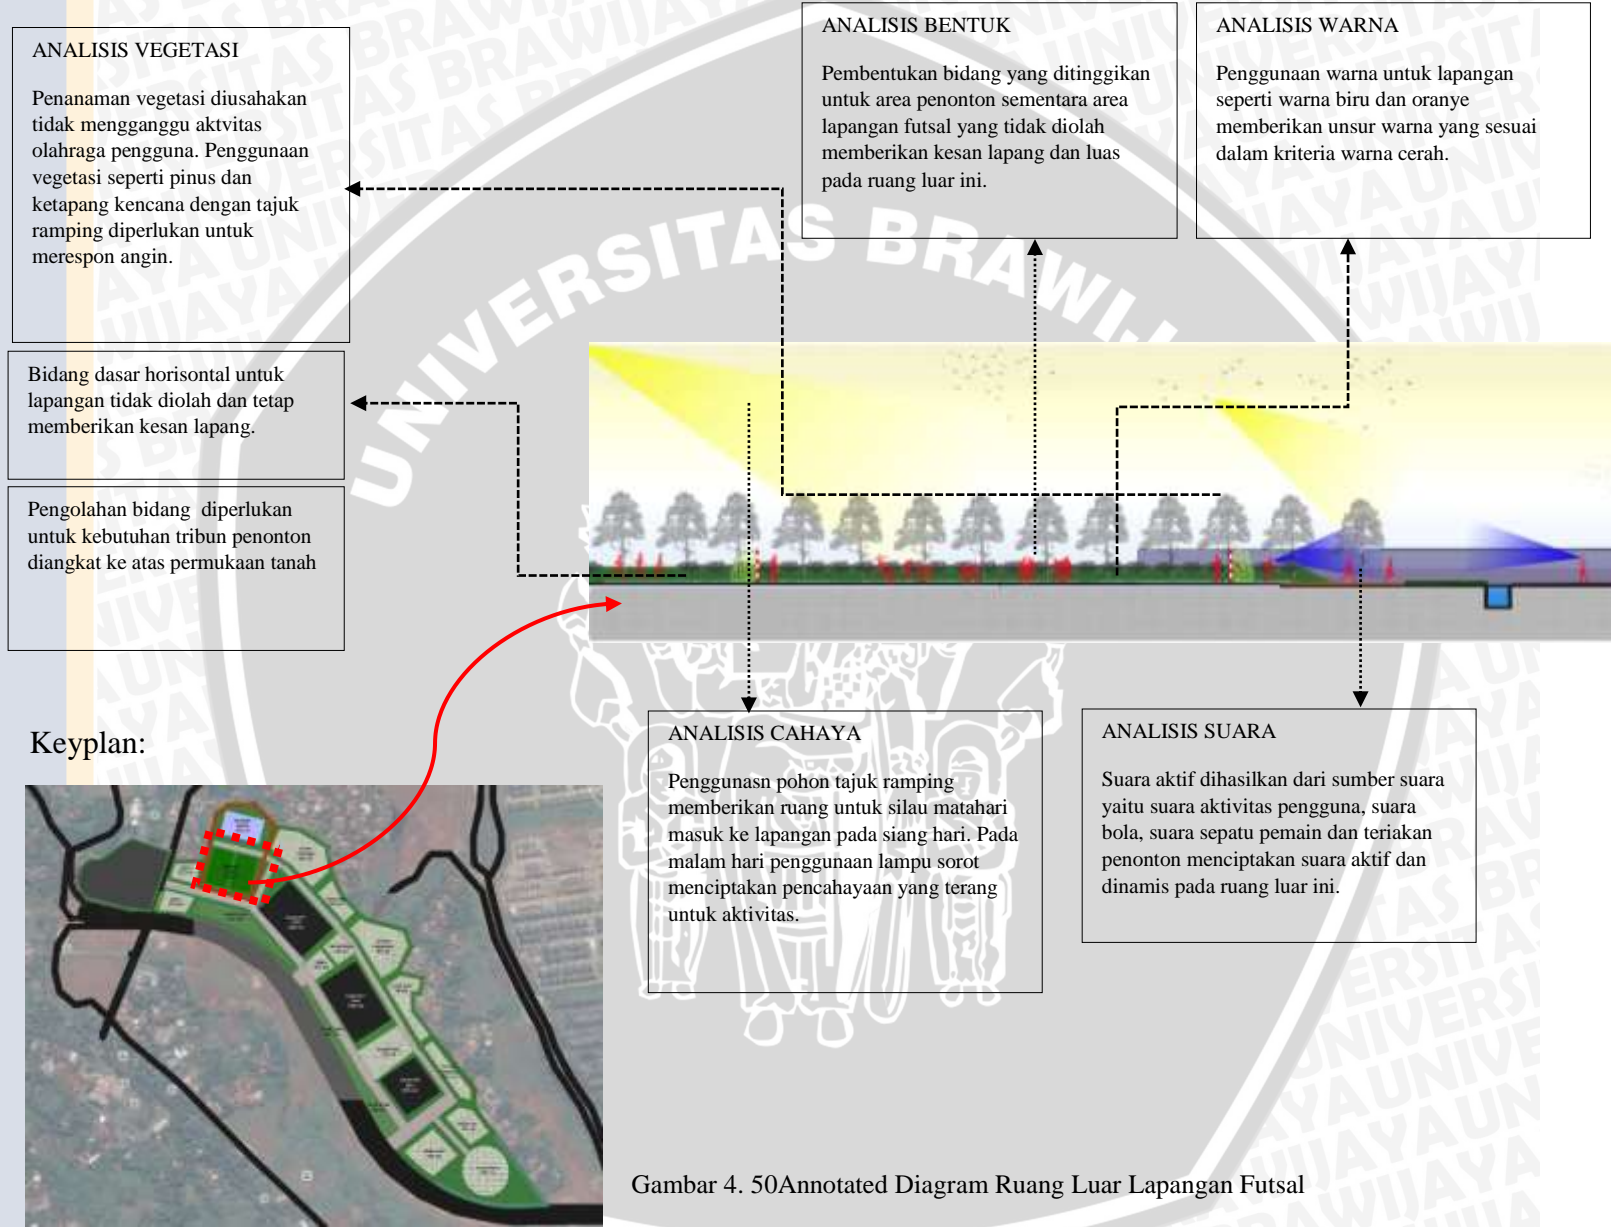 ANALISIS VEGETASI
Penanaman vegetasi diusahakan
tidak mengganggu aktvitas
olahraga pengguna. Penggunaan
vegetasi seperti pinus dan
ketapang kencana dengan tajuk
ramping diperlukan untuk
merespon angin.
Bidang dasar horisontal untuk
lapangan tidak diolah dan tetap
memberikan kesan lapang.
Pengolahan bidang diperlukan
untuk kebutuhan tribun penonton
diangkat ke atas permukaan tanah
ANALISIS BENTUK
Pembentukan bidang yang ditinggikan
untuk area penonton sementara area
lapangan futsal yang tidak diolah
memberikan kesan lapang dan luas
pada ruang luar ini.
ANALISIS WARNA
Penggunaan warna untuk lapangan
seperti warna biru dan oranye
memberikan unsur warna yang sesuai
dalam kriteria warna cerah.
UNIVERSITAS BRAWIJ
ANALISIS CAHAYA
Penggunasn pohon tajuk ramping
memberikan ruang untuk silau matahari
masuk ke lapangan pada siang hari. Pada
malam hari penggunaan lampu sorot
menciptakan pencahayaan yang terang
untuk aktivitas.
ANALISIS SUARA
Suara aktif dihasilkan dari sumber suara
yaitu suara aktivitas pengguna, suara
bola, suara sepatu pemain dan teriakan
penonton menciptakan suara aktif dan
dinamis pada ruang luar ini.
Keyplan:
Gambar 4. 50Annotated Diagram Ruang Luar Lapangan Futsal